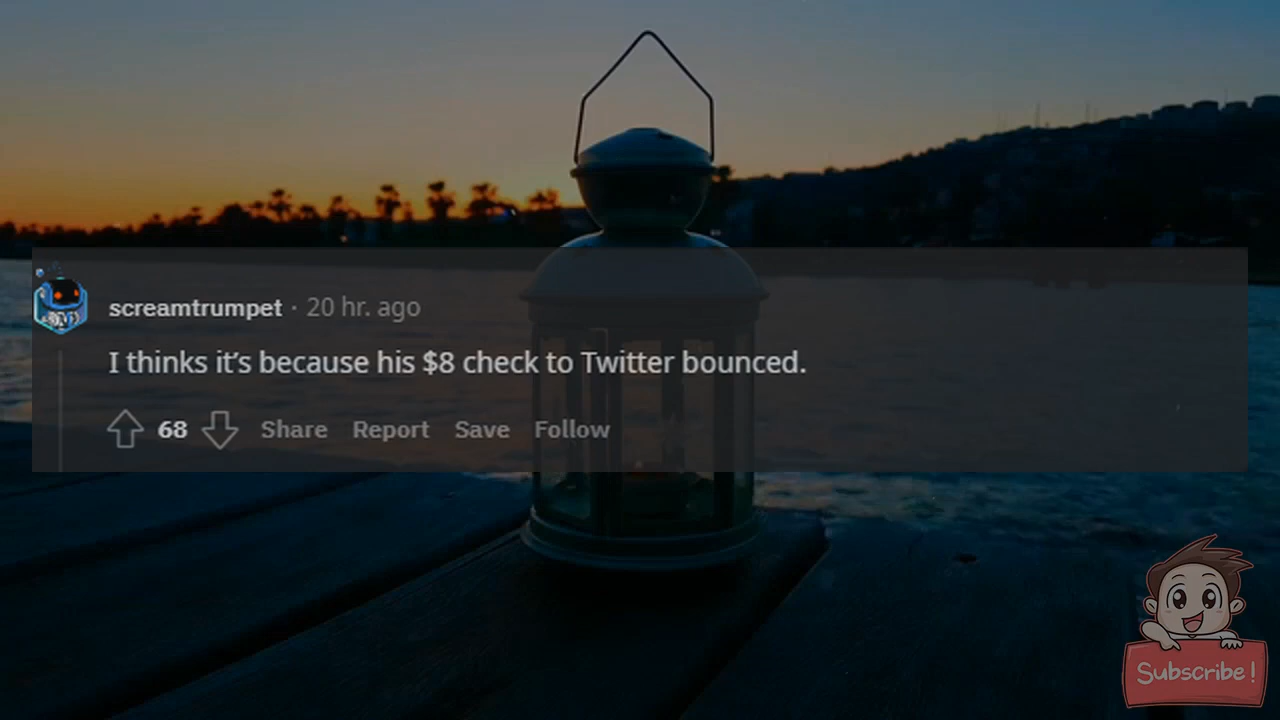 screamtrumpet · 20 hr. ago
I thinks it's because his $8 check to Twitter bounced.
68 Share Report Save Follow
Subscribe!